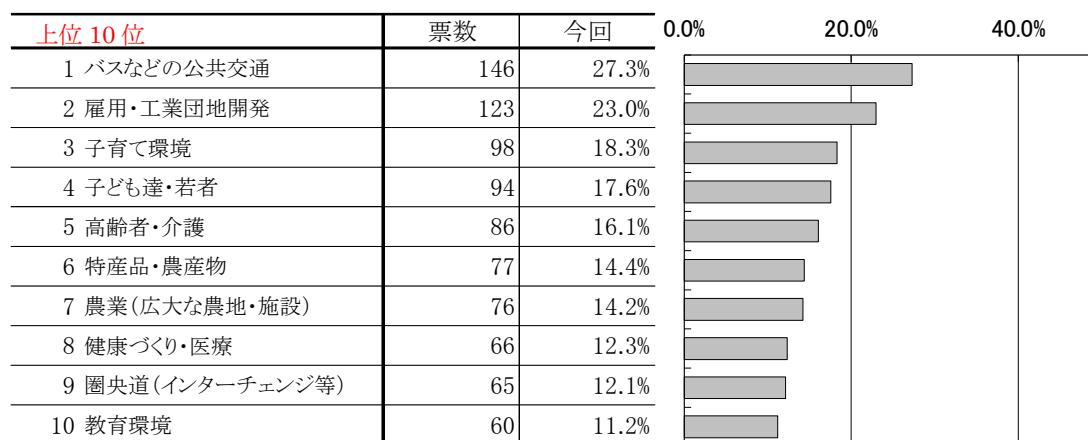 上位 10 位 票数 今回 0.0% 20.0% 40.0%
1 バスなどの公共交通 146 27.3%
2 雇用・工業団地開発 123 23.0%
3 子育て環境 98 18.3%
4 子ども達・若者 94 17.6%
5 高齢者・介護 86 16.1%
6 特産品・農産物 77 14.4%
7 農業(広大な農地・施設) 76 14.2%
8 健康づくり・医療 66 12.3%
9 圏央道(インターチェンジ等) 65 12.1%
10 教育環境 60 11.2%